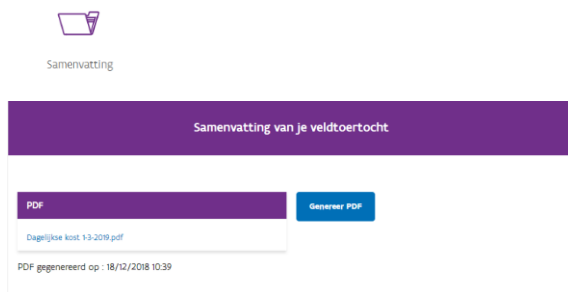 Samenvatting
Samenvatting van je veldtoertocht
PDF
Genereer PDF
Dagelijkse kost 1-3-2019.pdf
PDF gegenereerd op : 18/12/2018 10:39